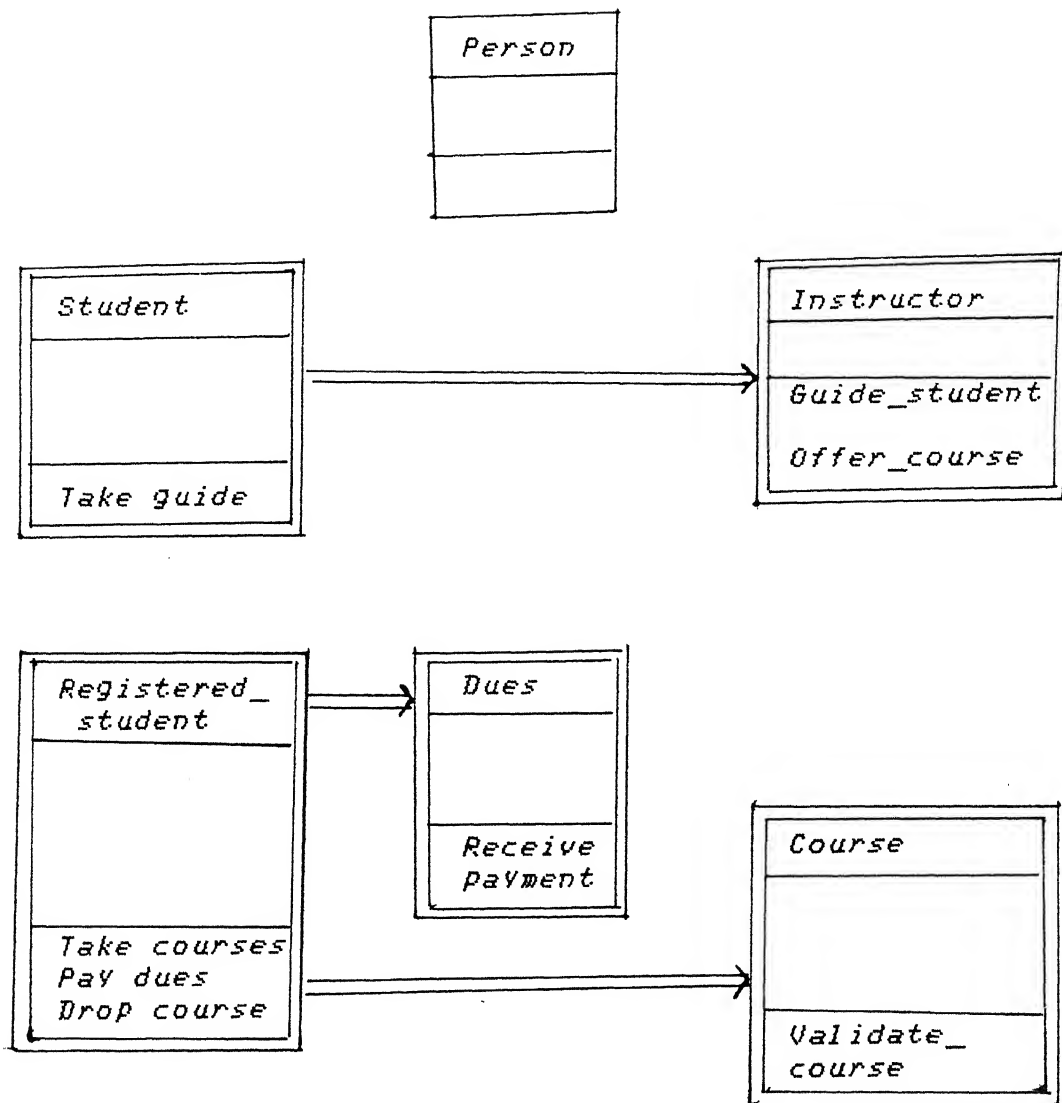 Person
Student
Take guide
Instructor
Guide_student
Offer_course
Registered_
student
Take courses
Pay dues
Drop course
Dues
Receive
payment
Course
Validate_
course